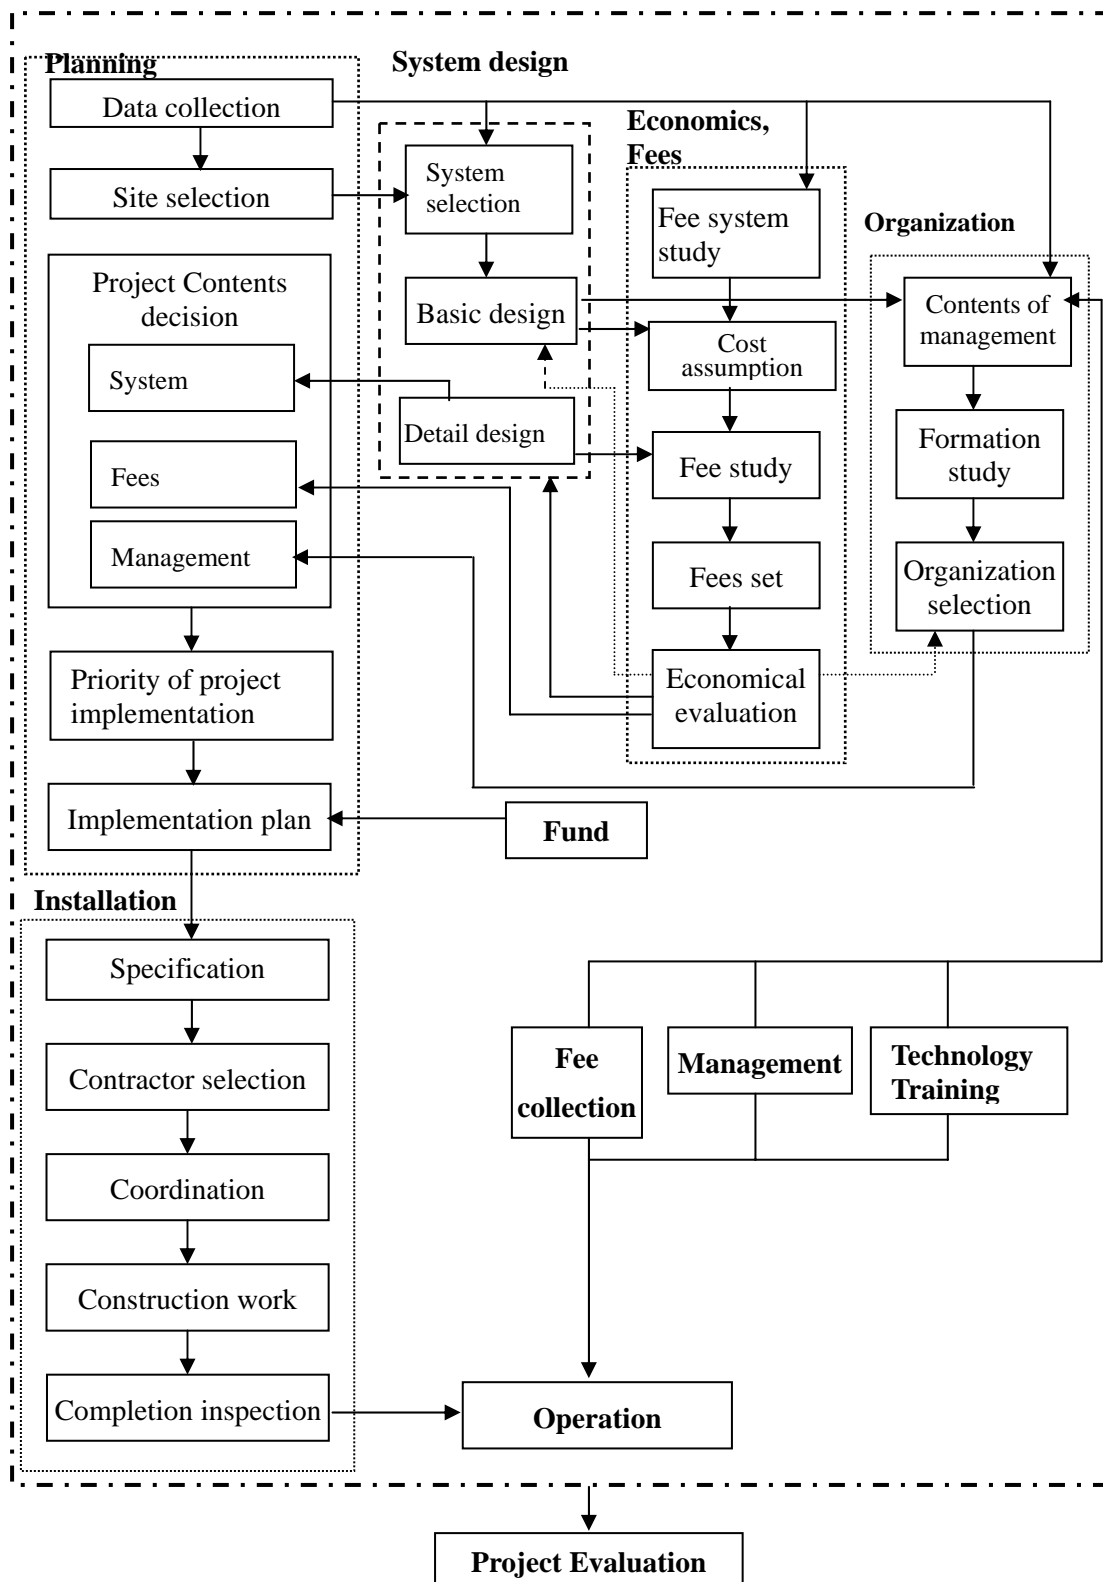 Planning
Data collection
Site selection
Project Contents
decision
System
Fees
Management
Priority of project
implementation
Implementation plan
System design
System
selection
Basic design
Detail design
Economics,
Fees
Fee system
study
Cost
assumption
Fee study
Fees set
Economical
evaluation
Organization
Contents of
management
Formation
study
Organization
selection
Fund
Installation
Specification
Contractor selection
Coordination
Construction work
Completion inspection
Fee
collection
Management
Technology
Training
Operation
Project Evaluation